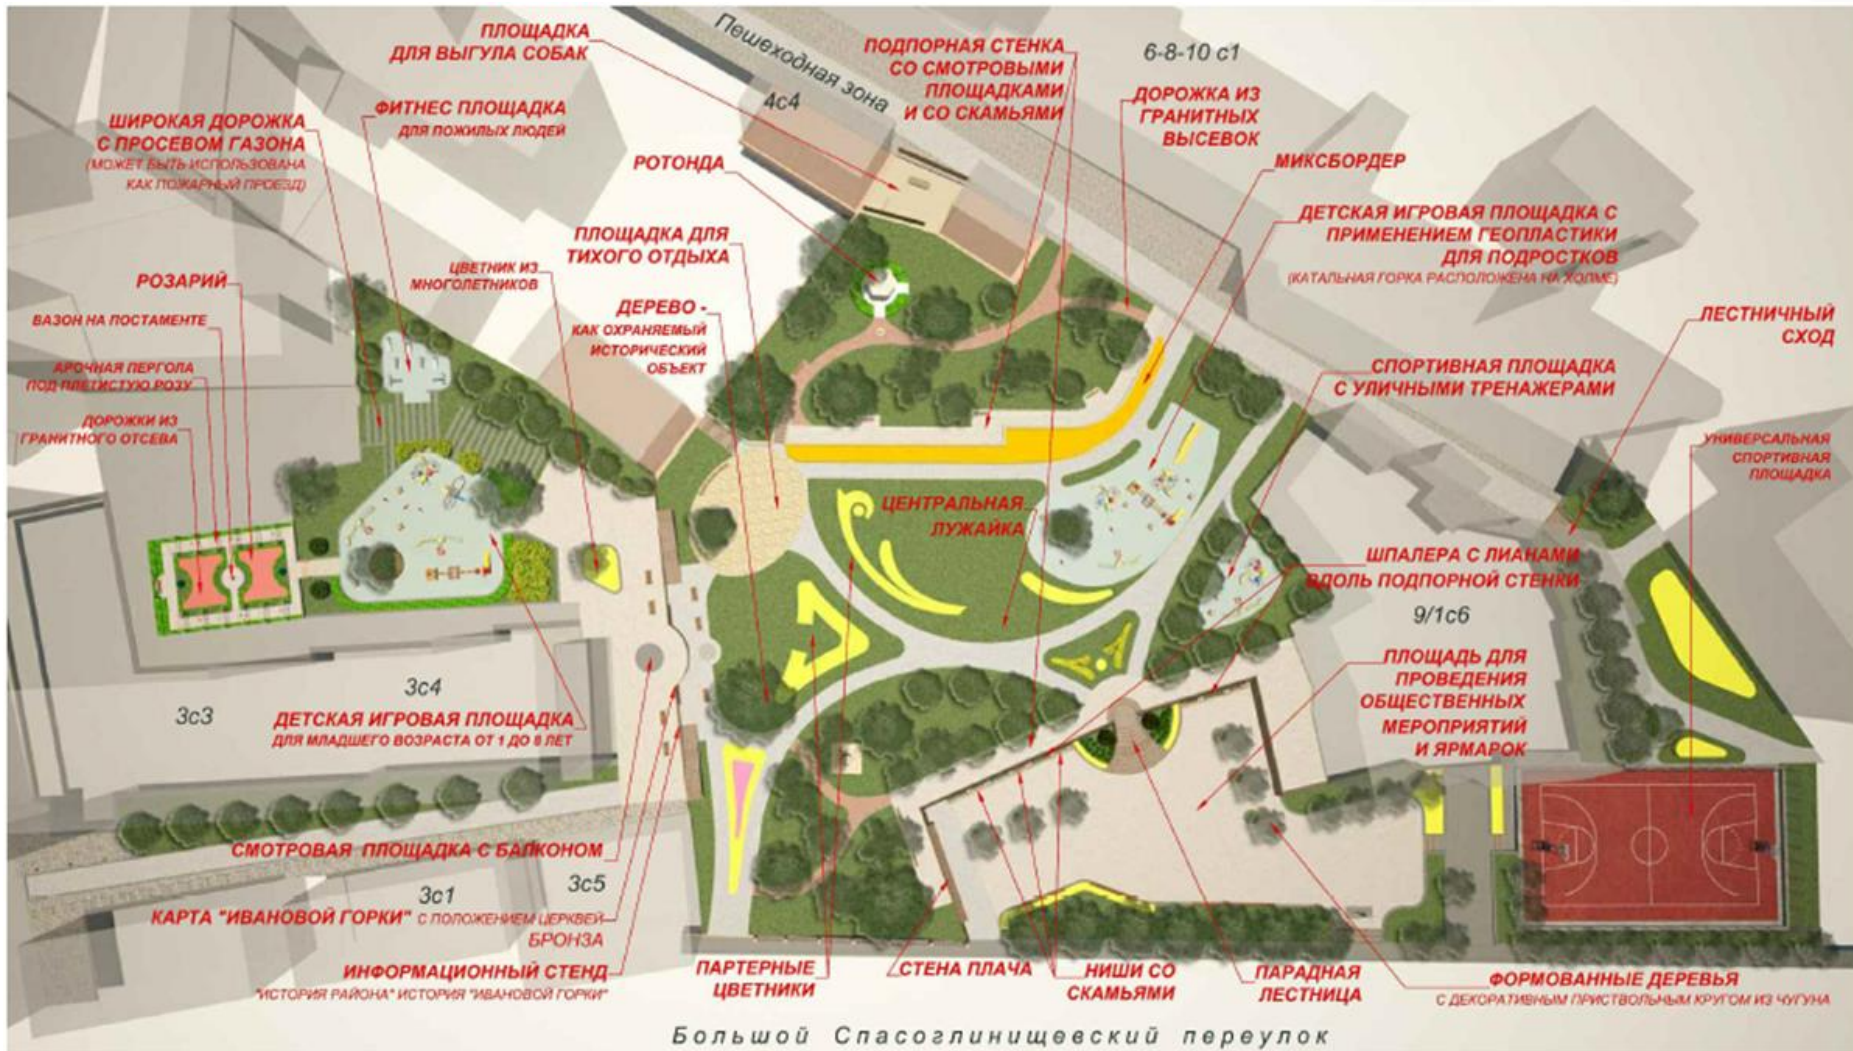 ПЛОЩАДКА
ДЛЯ ВЫГУЛА СОБАК
Пешеходная зона
4с4
ПОДПОРНАЯ СТЕНКА
СО СМОТРОВЫМИ
ПЛОЩАДКАМИ
И СО СКАМЬЯМИ
6-8-10 с1
ДОРОЖКА ИЗ
ГРАНИТНЫХ
ВЫСЕВОК
МИКСБОРДЕР
ФИТНЕС ПЛОЩАДКА
ДЛЯ ПОЖИЛЫХ ЛЮДЕЙ
ШИРОКАЯ ДОРОЖКА
С ПРОСЕВОМ ГАЗОНА
(МОЖЕТ БЫТЬ ИСПОЛЬЗОВАНА
КАК ПОЖАРНЫЙ ПРОЕЗД)
РОТОНДА
ДЕТСКАЯ ИГРОВАЯ ПЛОЩАДКА С
ПРИМЕНЕНИЕМ ГЕОПЛАСТИКИ
ДЛЯ ПОДРОСТКОВ
(КАТАЛЬНАЯ ГОРКА РАСПОЛОЖЕНА НА ХОЛМЕ)
ПЛОЩАДКА ДЛЯ
ТИХОГО ОТДЫХА
ЦВЕТНИК ИЗ
МНОГОЛЕТНИКОВ
РОЗАРИЙ
ВАЗОН НА ПОСТАМЕНТЕ
АРОЧНАЯ ПЕРГОЛА
ПОД ПЛЕТИСТУЮ РОЗУ
ДОРОЖКИ ИЗ
ГРАНИТНОГО ОТСЕВА
ДЕРЕВО -
КАК ОХРАНЯЕМЫЙ
ИСТОРИЧЕСКИЙ
ОБЪЕКТ
ЛЕСТНИЧНЫЙ
СХОД
СПОРТИВНАЯ ПЛОЩАДКА
С УЛИЧНЫМИ ТРЕНАЖЕРАМИ
УНИВЕРСАЛЬНАЯ
СПОРТИВНАЯ
ПЛОЩАДКА
ЦЕНТРАЛЬНАЯ
ЛУЖАЙКА
ШПАЛЕРА С ЛИАНАМИ
ВДОЛЬ ПОДПОРНОЙ СТЕНКИ
9/1с6
ПЛОЩАДЬ ДЛЯ
ПРОВЕДЕНИЯ
ОБЩЕСТВЕННЫХ
МЕРОПРИЯТИЙ
И ЯРМАРОК
3с4
3с3
ДЕТСКАЯ ИГРОВАЯ ПЛОЩАДКА
ДЛЯ МЛАДШЕГО ВОЗРАСТА ОТ 1 ДО 8 ЛЕТ
СМОТРОВАЯ ПЛОЩАДКА С БАЛКОНОМ
3с1
3с5
КАРТА "ИВАНОВОЙ ГОРКИ" С ПОЛОЖЕНИЕМ ЦЕРКВЕЙ
БРОНЗА
ИНФОРМАЦИОННЫЙ СТЕНД
"ИСТОРИЯ РАЙОНА" ИСТОРИЯ "ИВАНОВОЙ ГОРКИ"
ПАРТЕРНЫЕ
ЦВЕТНИКИ
СТЕНА ПЛАЧА
НИШИ СО
СКАМЬЯМИ
ПАРАДНАЯ
ЛЕСТНИЦА
ФОРМОВАННЫЕ ДЕРЕВЬЯ
С ДЕКОРАТИВНЫМ ПРИСТВОЛЬНЫМ КРУГОМ ИЗ ЧУГУНА
Большой Спасоглинищевский переулок